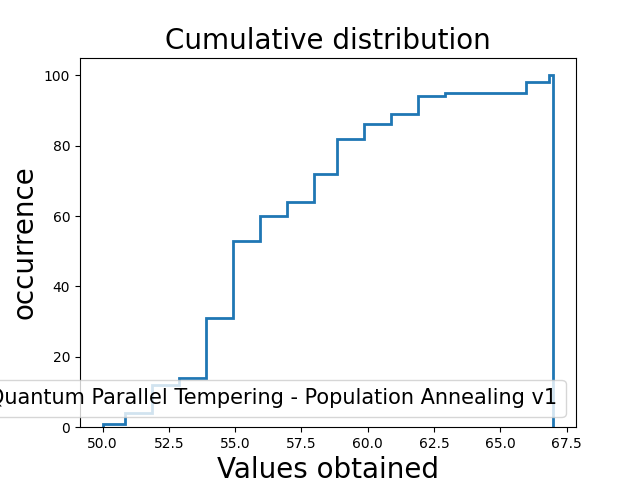 Cumulative distribution
occurrence
100
80
60
40
20
0
Quantum Parallel Tempering - Population Annealing v1
50.0 52.5 55.0 57.5 60.0 62.5 65.0 67.5
Values obtained